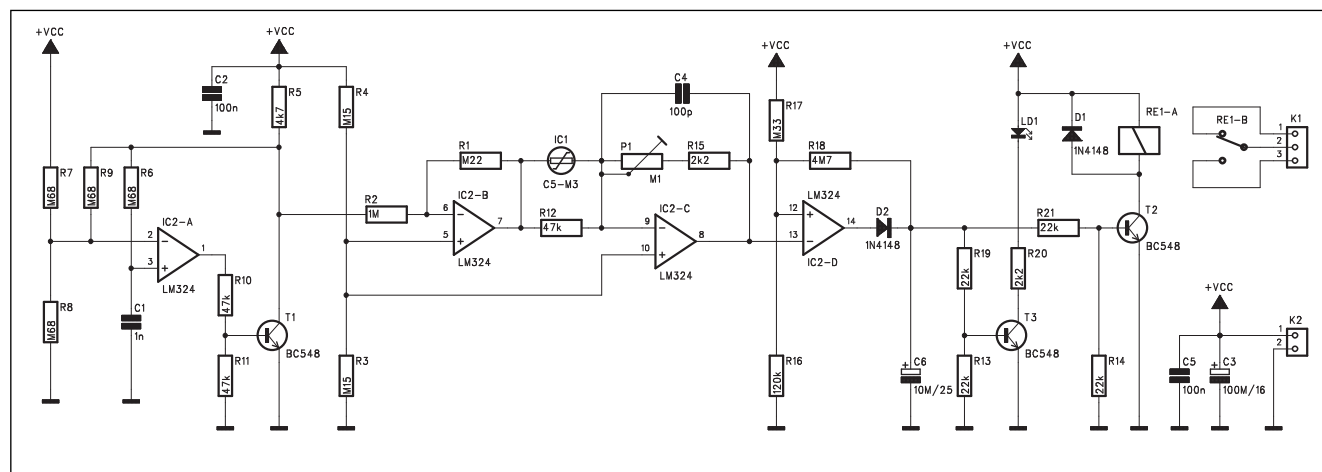 +VCC
+VCC
+VCC
+VCC
C2
100n
R5
4k7
R4
M15
C4
100p
R17
M33
LD1
D1
1N4148
RE1-A
RE1-B
K1
1
2
3
R1
M22
IC1
C5-M3
P1
M1
R15
2k2
R18
4M7
R7
M68
R9
M68
R6
M68
R2
1M
IC2-B
6
5
7
LM324
R12
47k
IC2-C
9
10
8
LM324
LM324
12
13
14
IC2-D
D2
1N4148
R21
22k
T2
BC548
IC2-A
2
3
1
LM324
R10
47k
R19
22k
R20
2k2
R8
M68
C1
1n
T1
BC548
T3
BC548
+VCC
K2
1
2
R11
47k
R3
M15
R16
120k
C6
10M/25
+
R13
22k
R14
22k
C5
100n
C3
100M/16
+